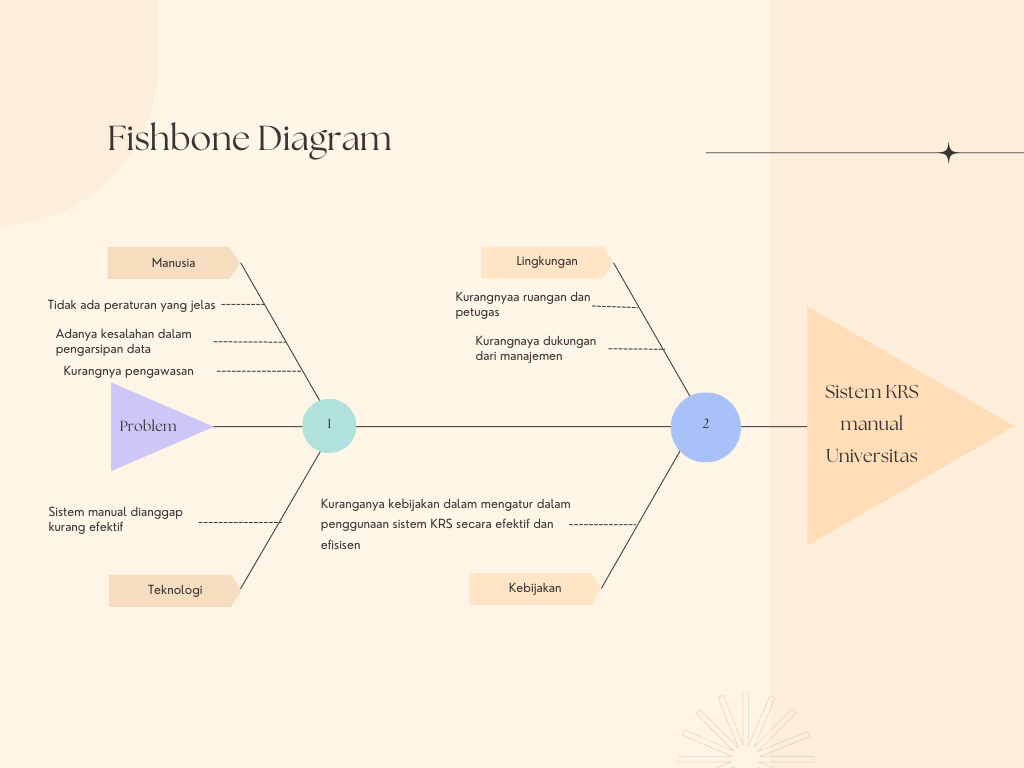 Fishbone Diagram
Manusia
Tidak ada peraturan yang jelas
Adanya kesalahan dalam
pengarsipan data
Kurangnya pengawasan
Lingkungan
Kurangnyaa ruangan dan
petugas
Kurangnaya dukungan
dari manajemen
Problem
1
2
Sistem KRS
manual
Universitas
Sistem manual dianggap
kurang efektif
Teknologi
Kuranganya kebijakan dalam mengatur dalam
penggunaan sistem KRS secara efektif dan
efisisen
Kebijakan